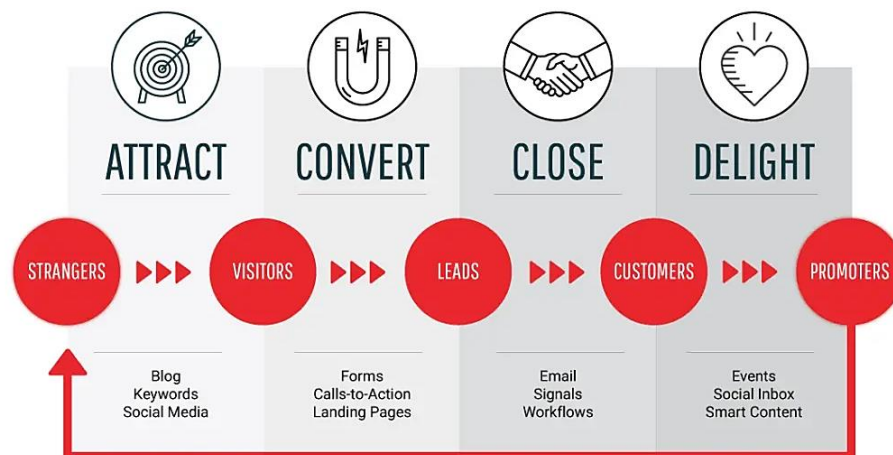 ATTRACT
CONVERT
CLOSE
DELIGHT
STRANGERS
VISITORS
LEADS
CUSTOMERS
PROMOTERS
Blog
Keywords
Social Media
Forms
Calls-to-Action
Landing Pages
Email
Signals
Workflows
Events
Social Inbox
Smart Content